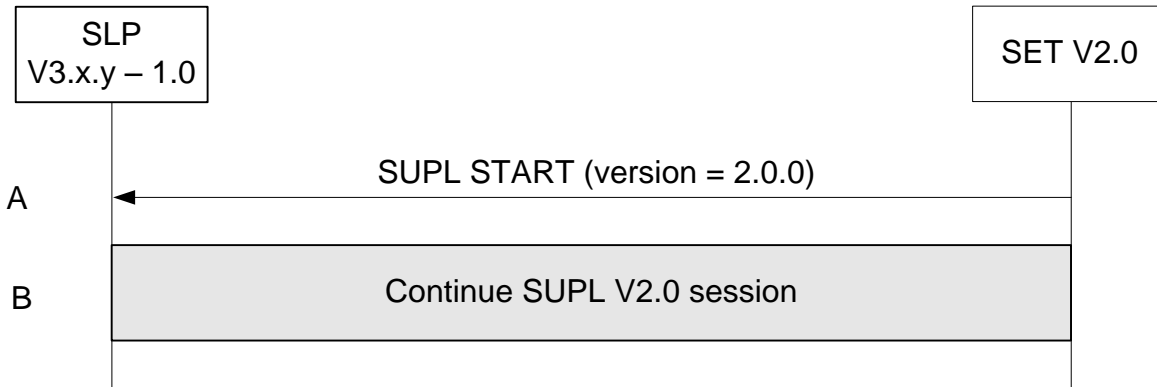 SLP
V3.x.y – 1.0
SET V2.0
SUPL START (version = 2.0.0)
A
Continue SUPL V2.0 session
B